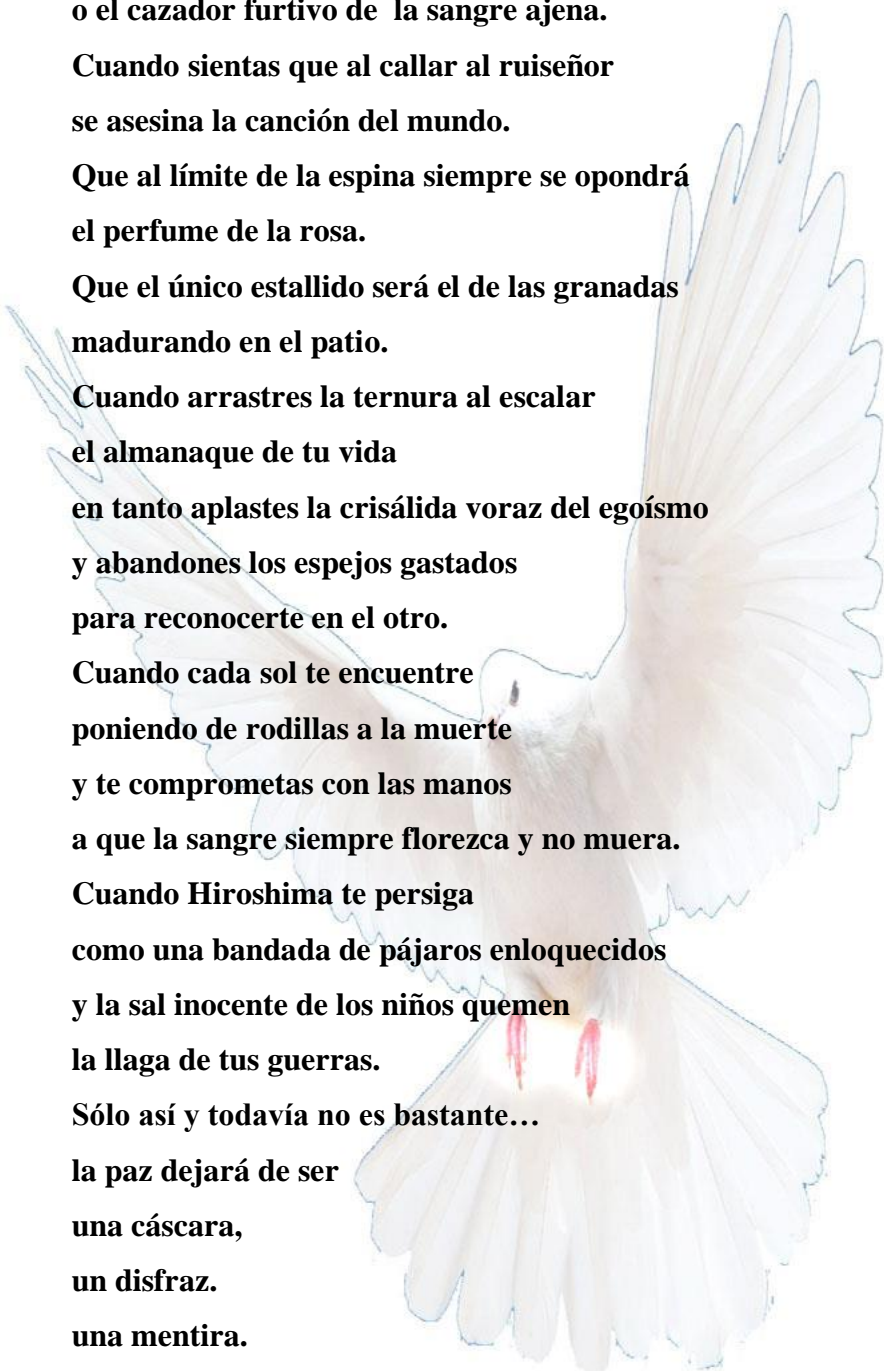 o el cazador furtivo de  la sangre ajena.
Cuando sientas que al callar al ruiseñor
se asesina la canción del mundo.
Que al límite de la espina siempre se opondrá
el perfume de la rosa.
Que el único estallido será el de las granadas
madurando en el patio.
Cuando arrastres la ternura al escalar
el almanaque de tu vida
en tanto aplastes la crisálida voraz del egoísmo
y abandones los espejos gastados
para reconocerte en el otro.
Cuando cada sol te encuentre
poniendo de rodillas a la muerte
y te comprometas con las manos
a que la sangre siempre florezca y no muera.
Cuando Hiroshima te persiga
como una bandada de pájaros enloquecidos
y la sal inocente de los niños quemen
la llaga de tus guerras.
Sólo así y todavía no es bastante…
la paz dejará de ser
una cáscara,
un disfraz.
una mentira.